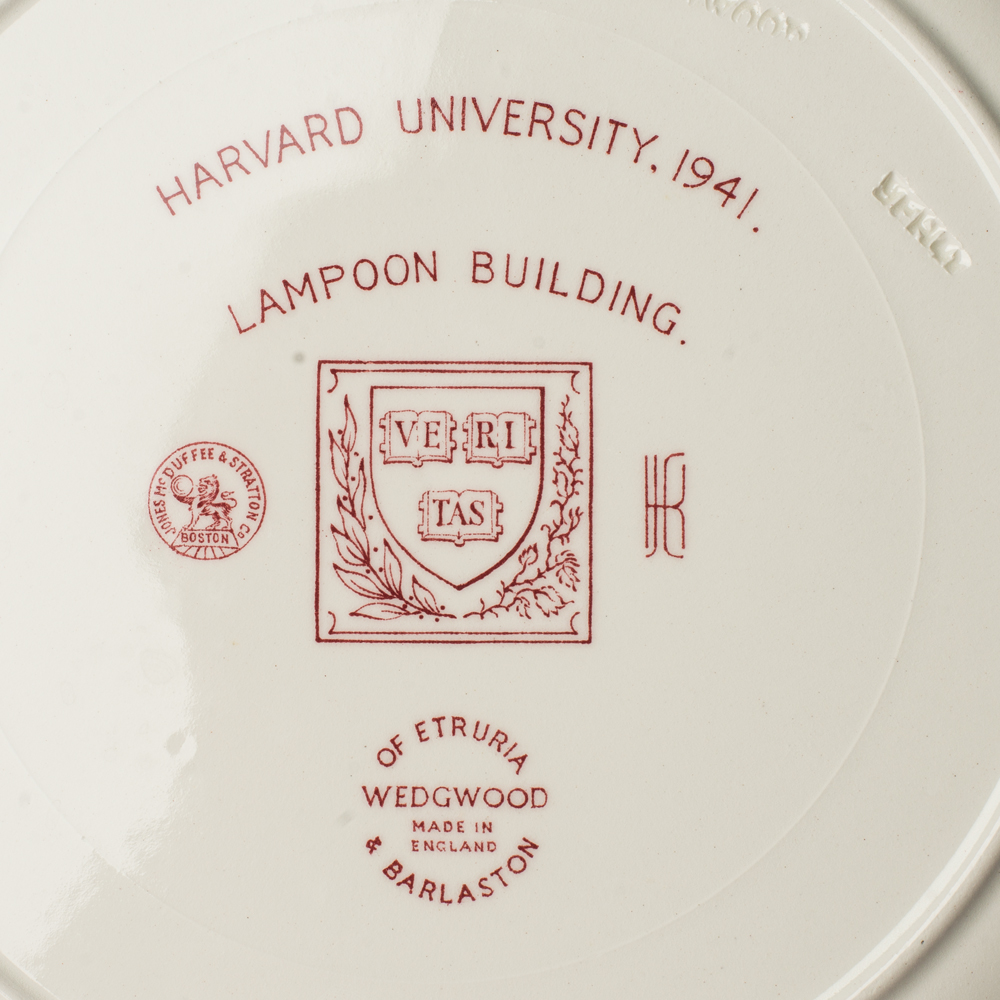 HARVARD UNIVERSITY, 1941.
LAMPOON BUILDING.
VE RI
TAS
JONES McDUFFEE & STRATTON Co
BOSTON
OF ETRURIA
WEDGWOOD
MADE IN
ENGLAND
& BARLASTON